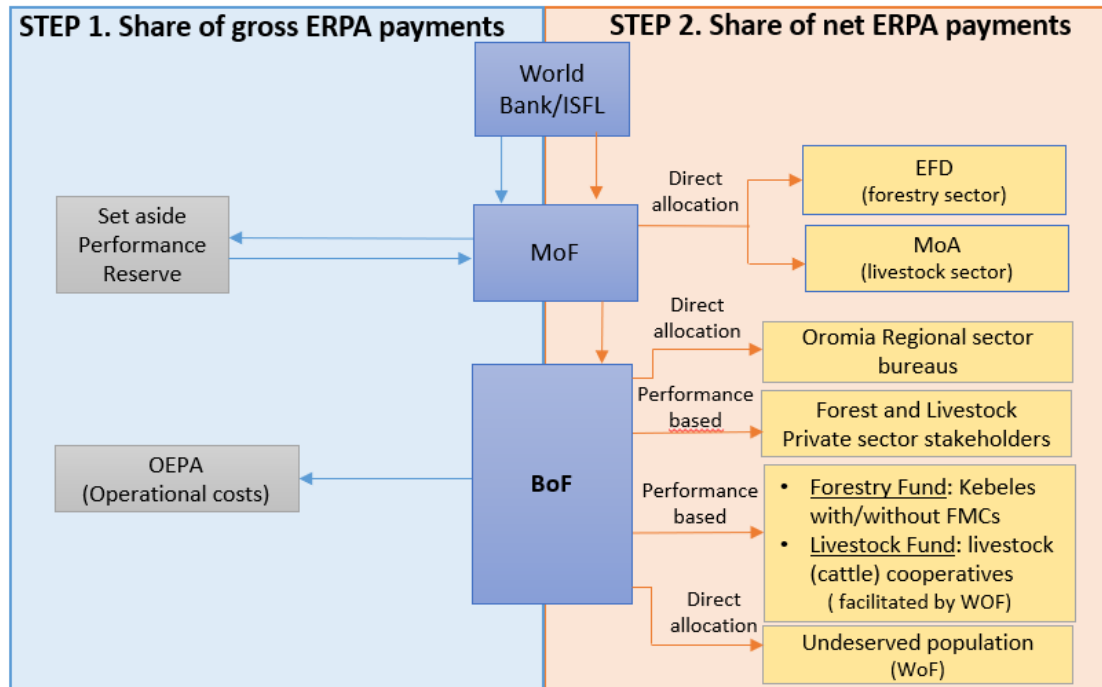 STEP 1. Share of gross ERPA payments
STEP 2. Share of net ERPA payments
World
Bank/ISFL
Direct
allocation
EFD
(forestry sector)
Set aside
Performance
Reserve
MoF
MoA
(livestock sector)
Direct
allocation
Oromia Regional sector
bureaus
Performance
based
Forest and Livestock
Private sector stakeholders
OEPA
(Operational costs)
BoF
Performance
based
• Forestry Fund: Kebeles
with/without FMCs
• Livestock Fund: livestock
(cattle) cooperatives
( facilitated by WOF)
Direct
allocation
Undeserved population
(WoF)